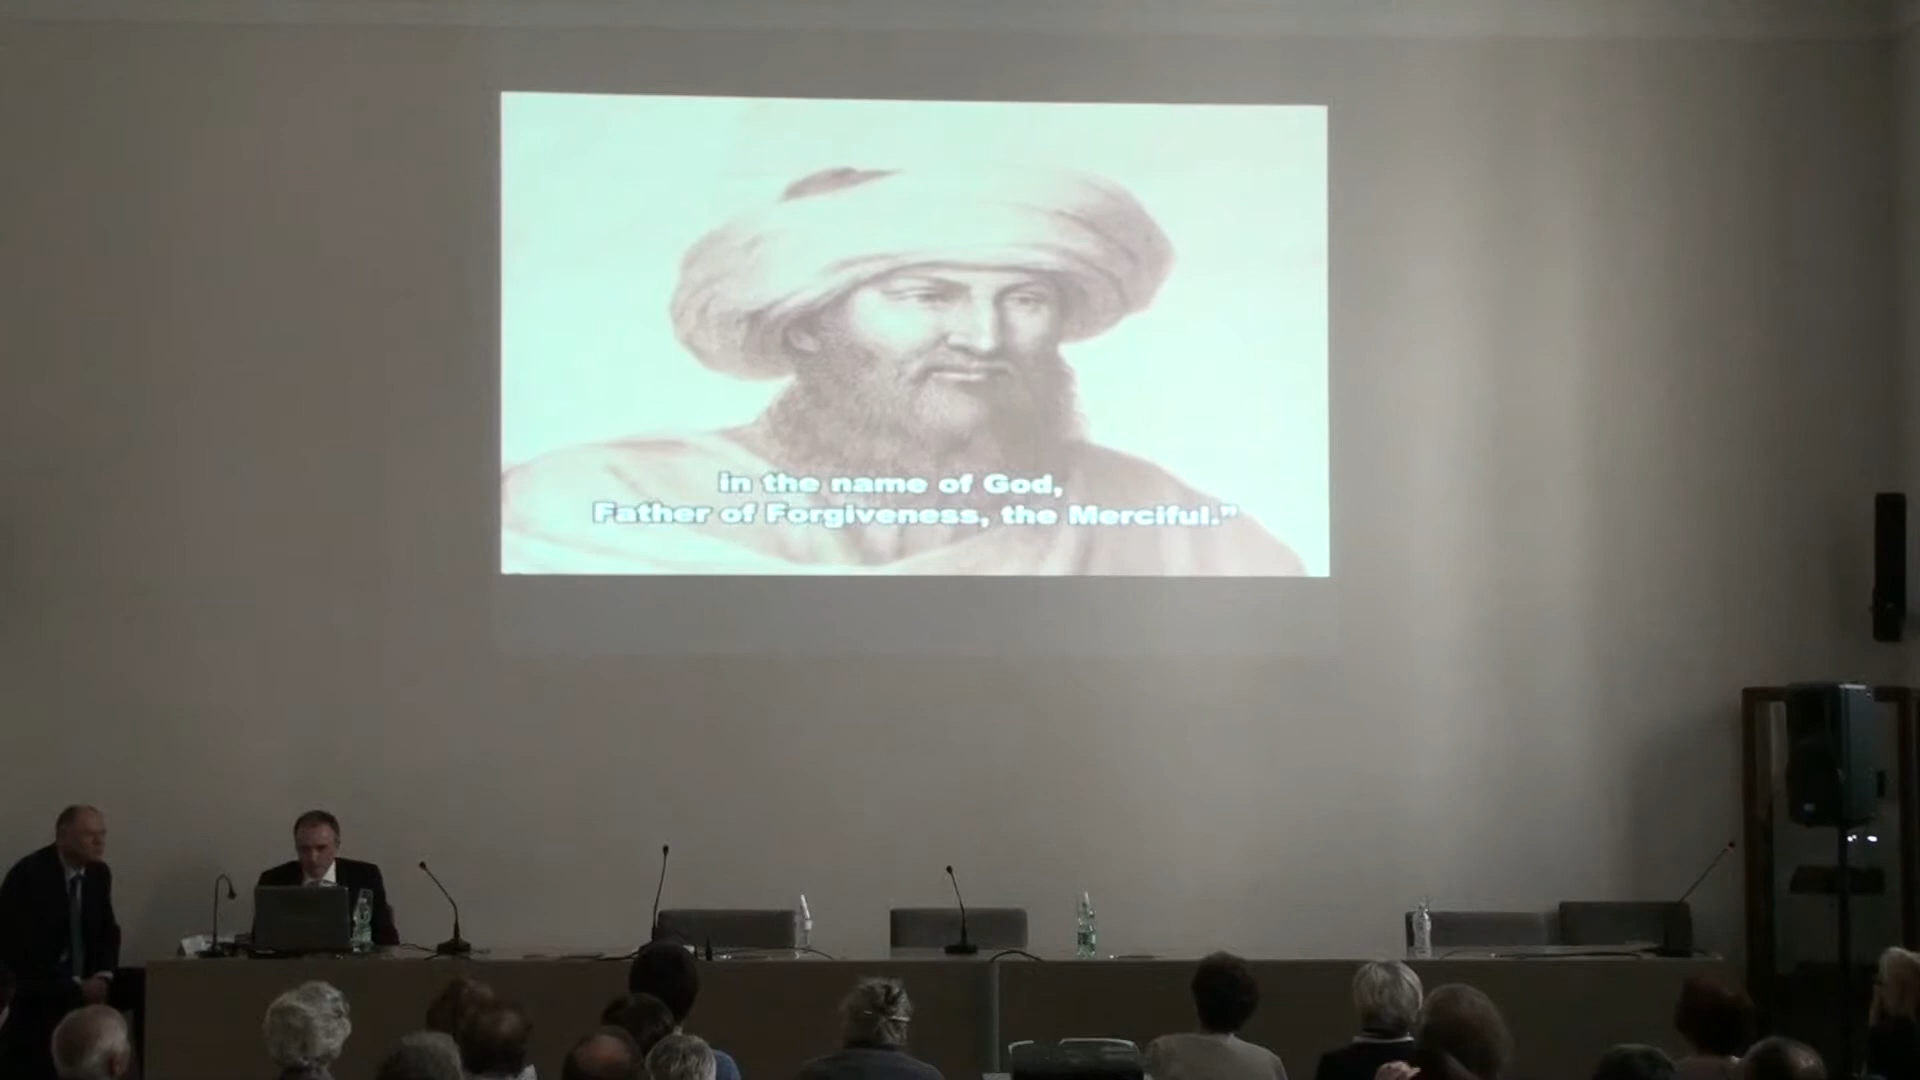 in the name of God,
Father of Forgiveness, the Merciful."